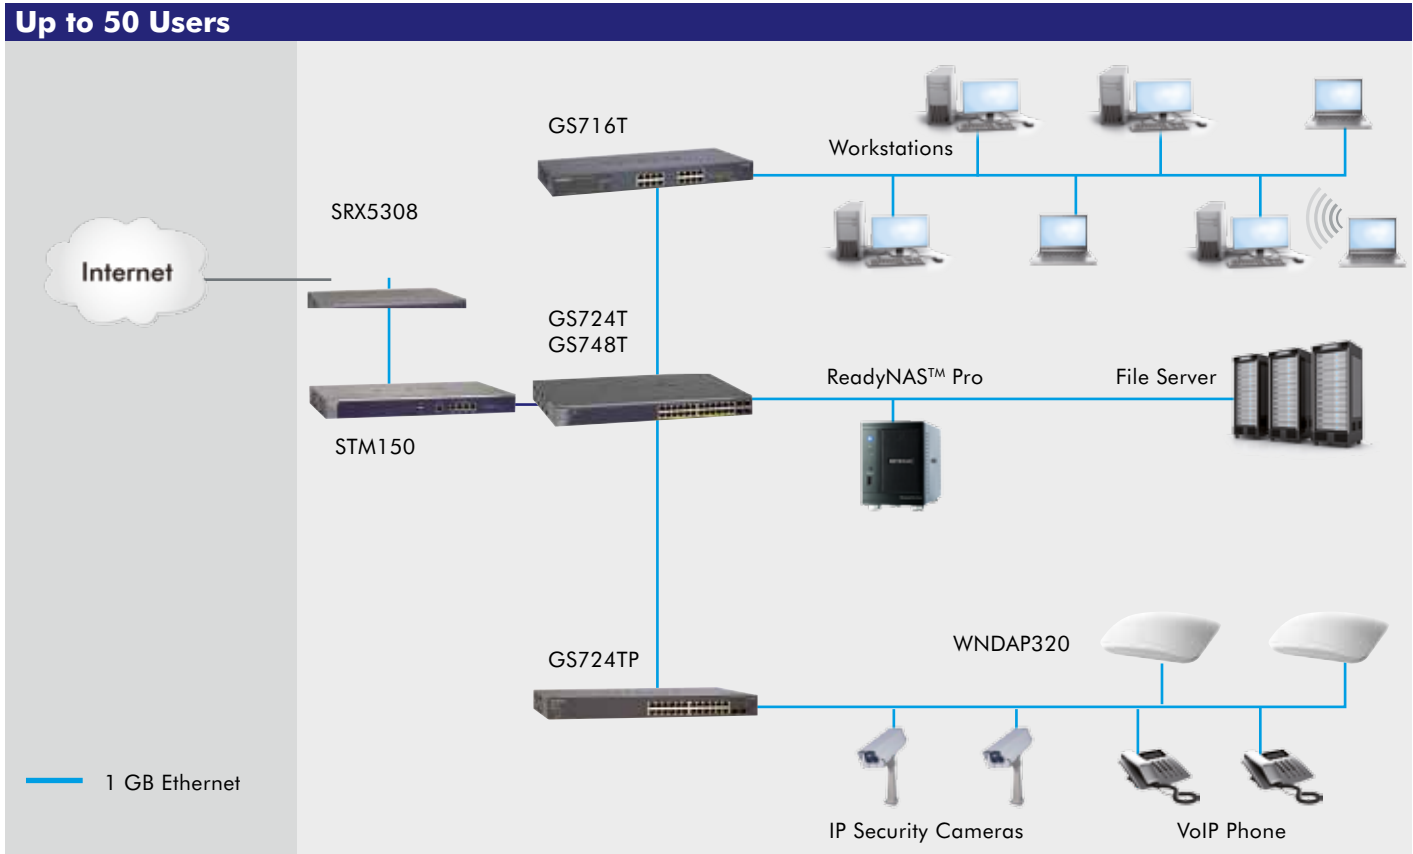 Up to 50 Users
GS716T
Workstations
SRX5308
Internet
GS724T
GS748T
ReadyNAS™ Pro
File Server
STM150
WNDAP320
GS724TP
1 GB Ethernet
IP Security Cameras
VoIP Phone